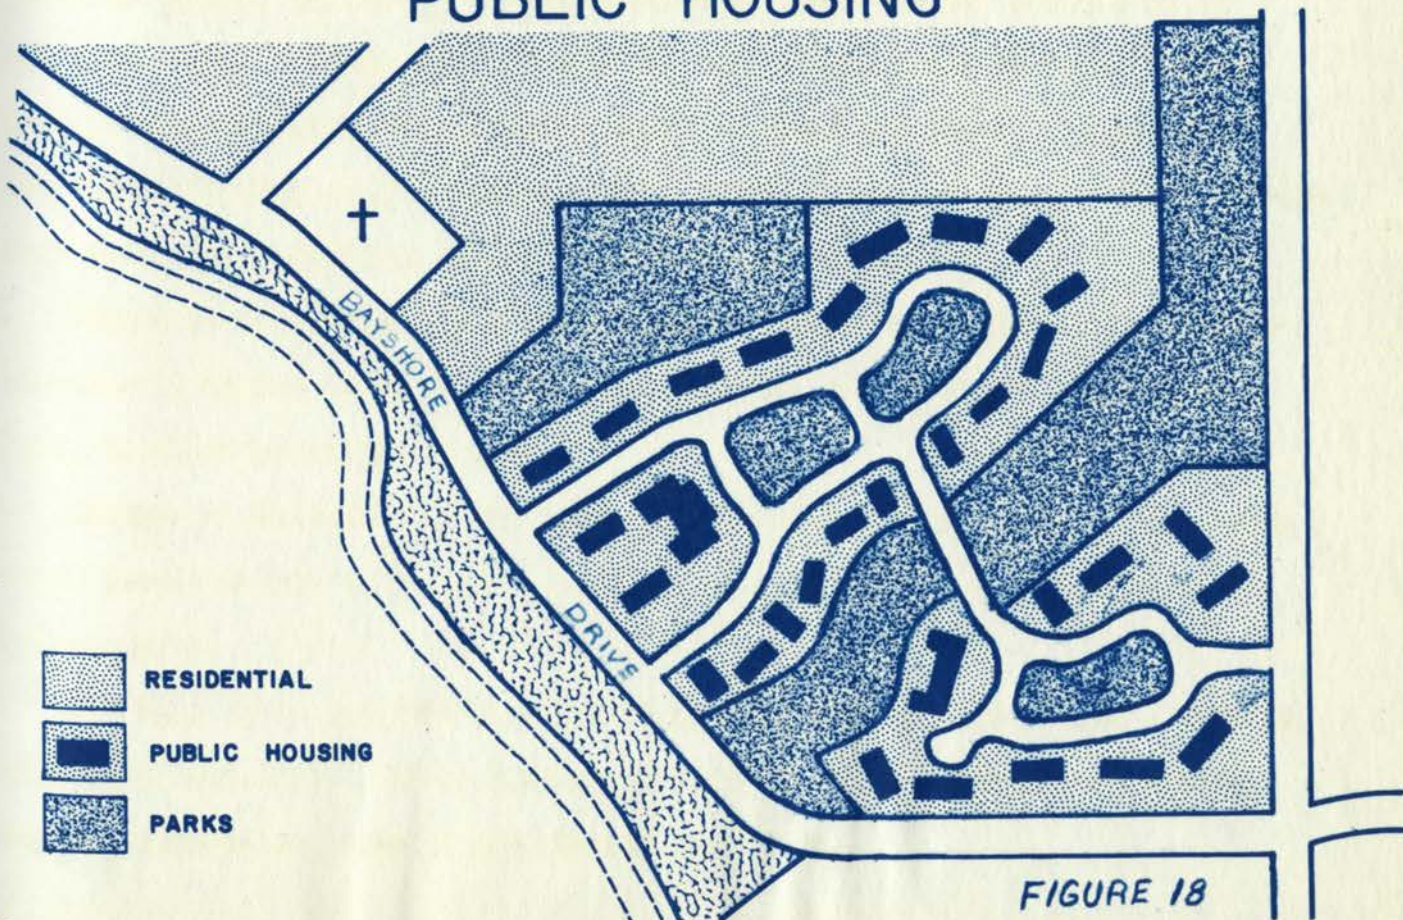 PUBLIC HOUSING
BAYSHORE
DRIVE
RESIDENTIAL
PUBLIC HOUSING
PARKS
FIGURE 18